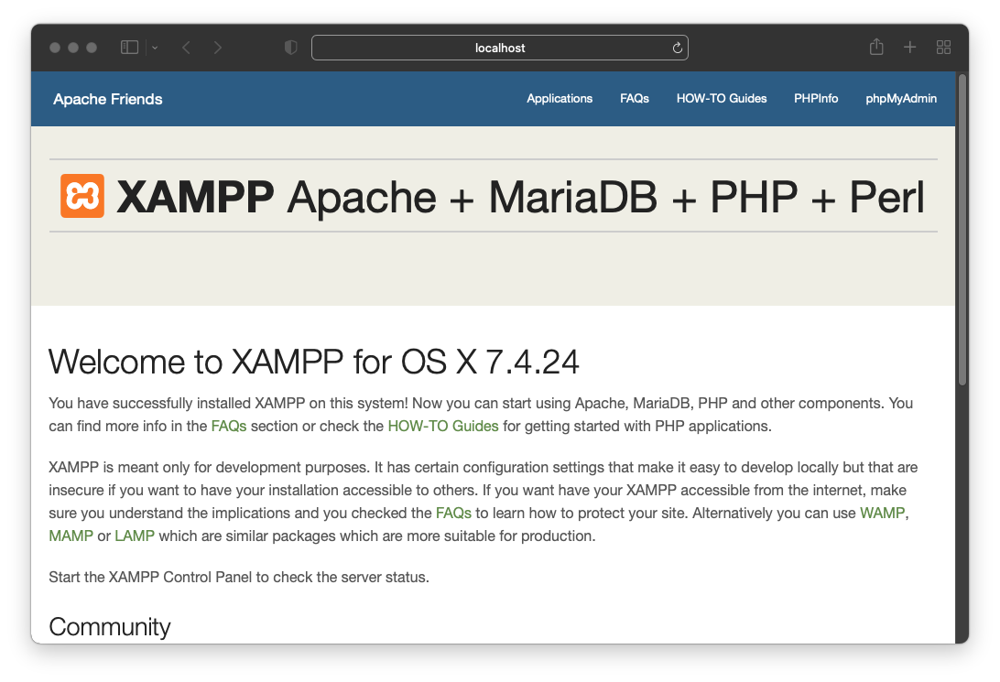 localhost
Apache Friends
Applications FAQs HOW-TO Guides PHPInfo phpMyAdmin
XAMPP Apache + MariaDB + PHP + Perl
Welcome to XAMPP for OS X 7.4.24
You have successfully installed XAMPP on this system! Now you can start using Apache, MariaDB, PHP and other components. You
can find more info in the FAQs section or check the HOW-TO Guides for getting started with PHP applications.
XAMPP is meant only for development purposes. It has certain configuration settings that make it easy to develop locally but that are
insecure if you want to have your installation accessible to others. If you want have your XAMPP accessible from the internet, make
sure you understand the implications and you checked the FAQs to learn how to protect your site. Alternatively you can use WAMP,
MAMP or LAMP which are similar packages which are more suitable for production.
Start the XAMPP Control Panel to check the server status.
Community